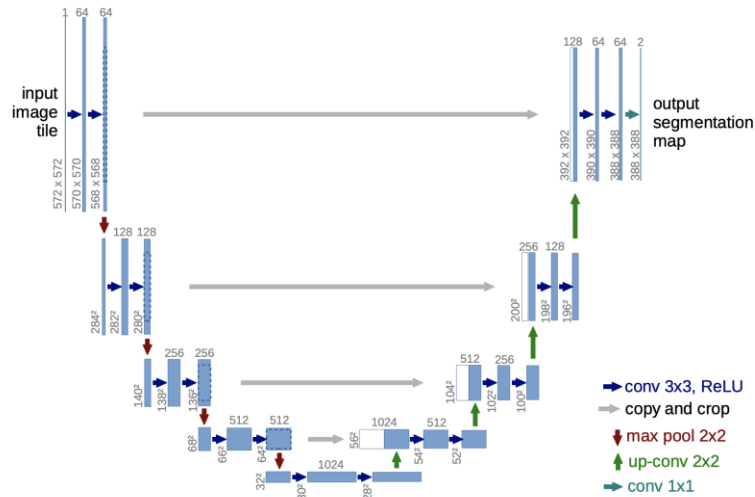 1
64
64
input
image
tile
572 x 572
570 x 570
568 x 568
128
64
64
2
output
segmentation
map
392 x 392
390 x 390
388 x 388
388 x 388
128
128
284²
282²
280²
256
128
200²
198²
196²
256
256
140²
138²
136²
512
256
104²
102²
100²
512
512
68²
66²
64²
1024
512
56²
54²
52²
1024
32²
30²
28²
conv 3x3, ReLU
copy and crop
max pool 2x2
up-conv 2x2
conv 1x1